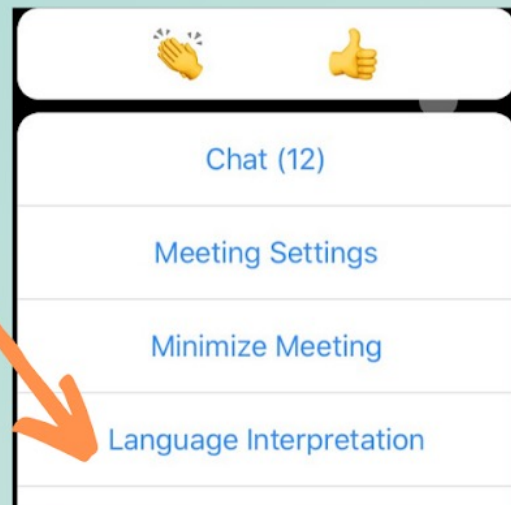 Chat (12)
Meeting Settings
Minimize Meeting
Language Interpretation